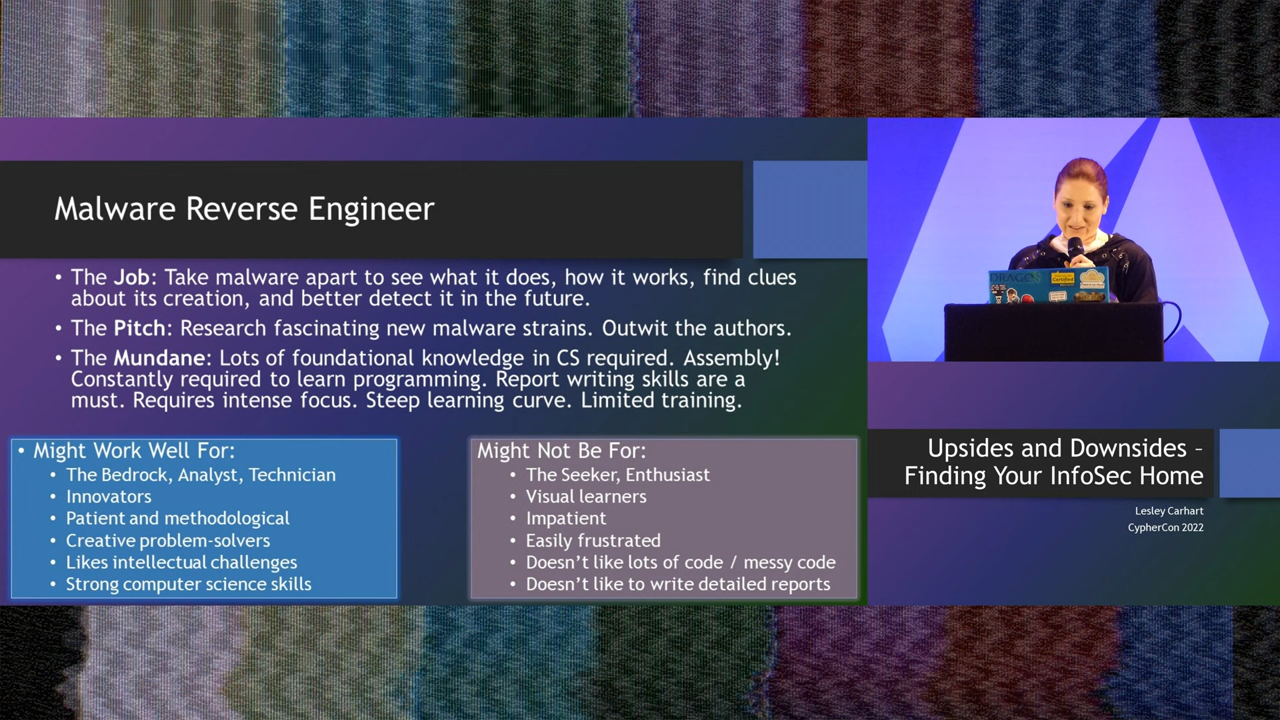 Malware Reverse Engineer
• The Job: Take malware apart to see what it does, how it works, find clues
about its creation, and better detect it in the future.
• The Pitch: Research fascinating new malware strains. Outwit the authors.
• The Mundane: Lots of foundational knowledge in CS required. Assembly!
Constantly required to learn programming. Report writing skills are a
must. Requires intense focus. Steep learning curve. Limited training.
• Might Work Well For:
• The Bedrock, Analyst, Technician
• Innovators
• Patient and methodological
• Creative problem-solvers
• Likes intellectual challenges
• Strong computer science skills
Might Not Be For:
• The Seeker, Enthusiast
• Visual learners
• Impatient
• Easily frustrated
• Doesn't like lots of code / messy code
• Doesn't like to write detailed reports
DRAGOS
Upsides and Downsides –
Finding Your InfoSec Home
Lesley Carhart
CypherCon 2022